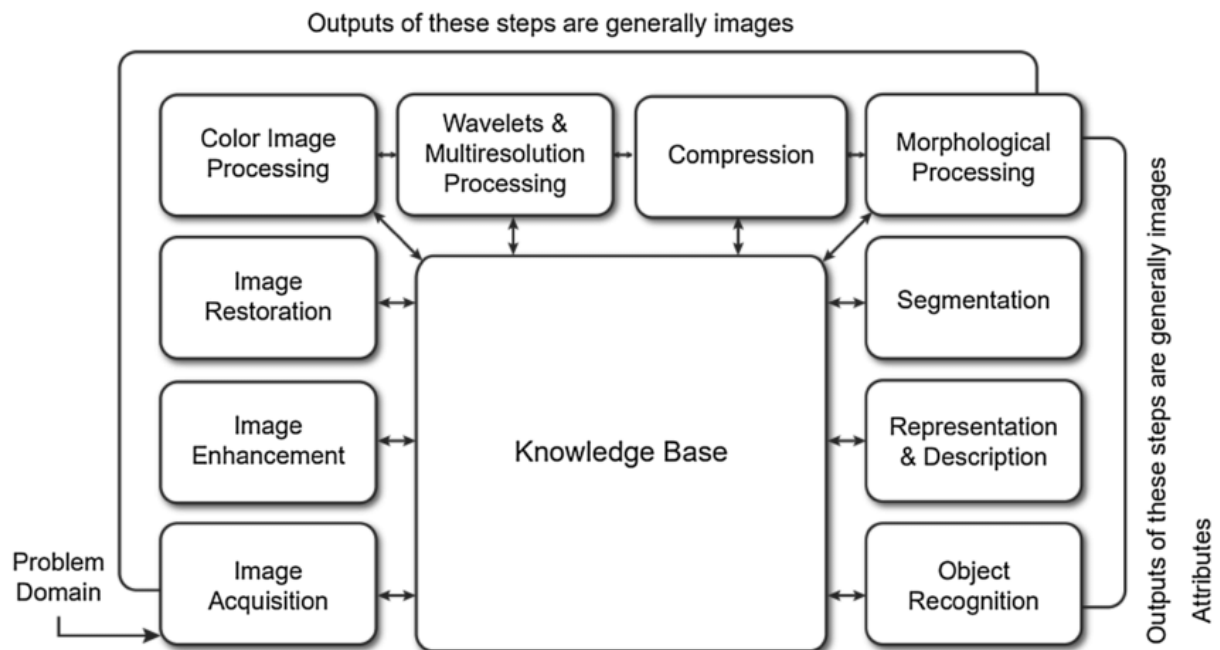 Outputs of these steps are generally images
Color Image
Processing
Wavelets &
Multiresolution
Processing
Compression
Morphological
Processing
Image
Restoration
Segmentation
Image
Enhancement
Knowledge Base
Representation
& Description
Problem
Domain
Image
Acquisition
Object
Recognition
Outputs of these steps are generally images
Attributes